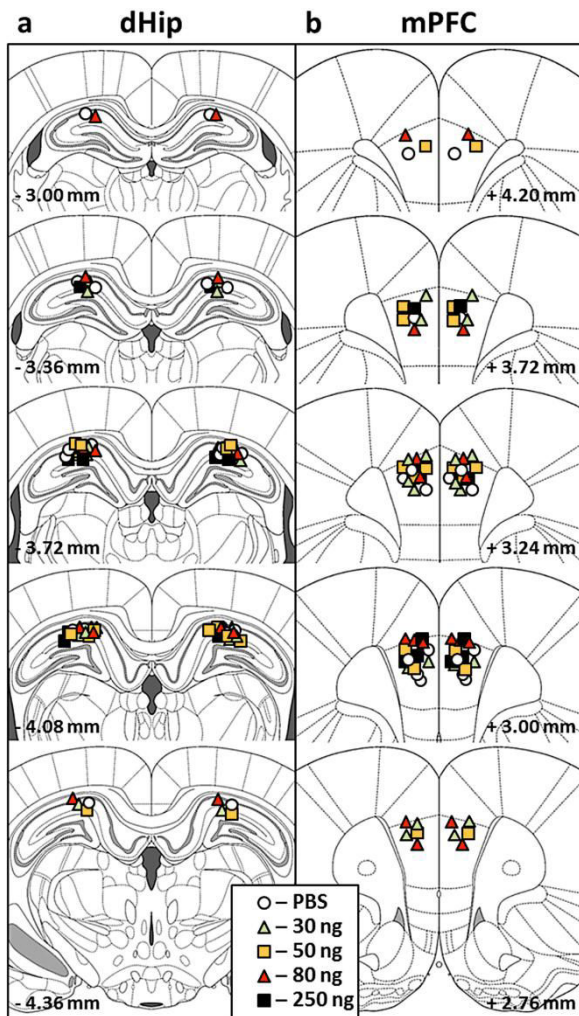 a dHip
b mPFC
- 3.00 mm
+ 4.20 mm
- 3.36 mm
+ 3.72 mm
- 3.72 mm
+ 3.24 mm
- 4.08 mm
+ 3.00 mm
- 4.36 mm
+ 2.76 mm
– PBS
– 30 ng
– 50 ng
– 80 ng
– 250 ng